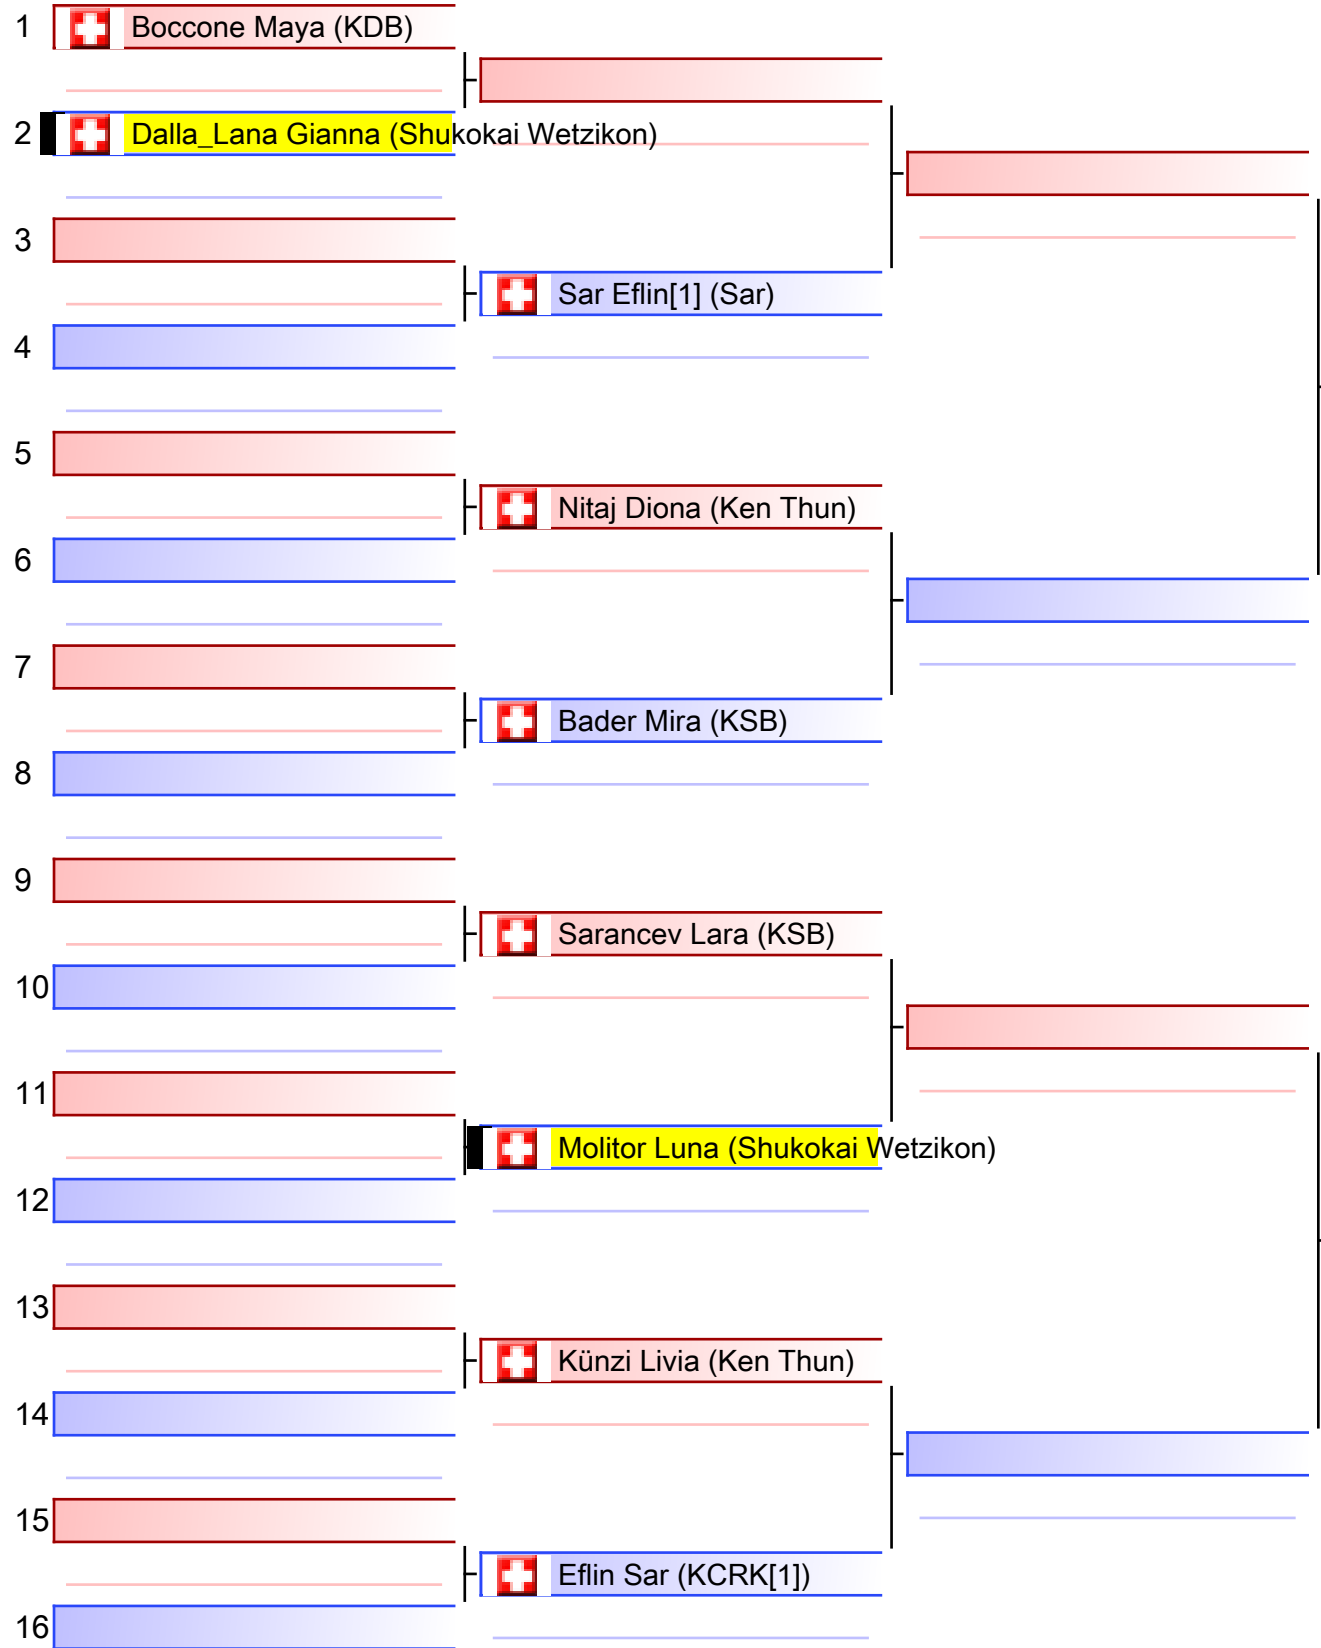 1 Boccone Maya (KDB)
2 Dalla_Lana Gianna (Shukokai Wetzikon)
3
Sar Eflin[1] (Sar)
4
5
Nitaj Diona (Ken Thun)
6
7
Bader Mira (KSB)
8
9
Sarancev Lara (KSB)
10
11
Molitor Luna (Shukokai Wetzikon)
12
13
Künzi Livia (Ken Thun)
14
15
Eflin Sar (KCRK[1])
16